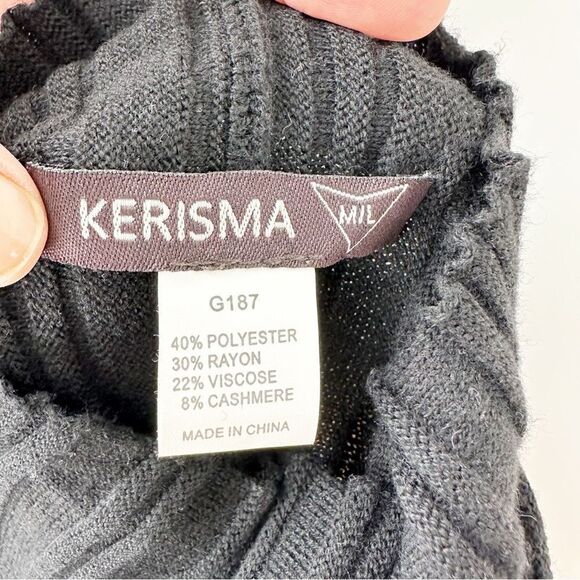 KERISMA M/L
G187
40% POLYESTER
30% RAYON
22% VISCOSE
8% CASHMERE
MADE IN CHINA